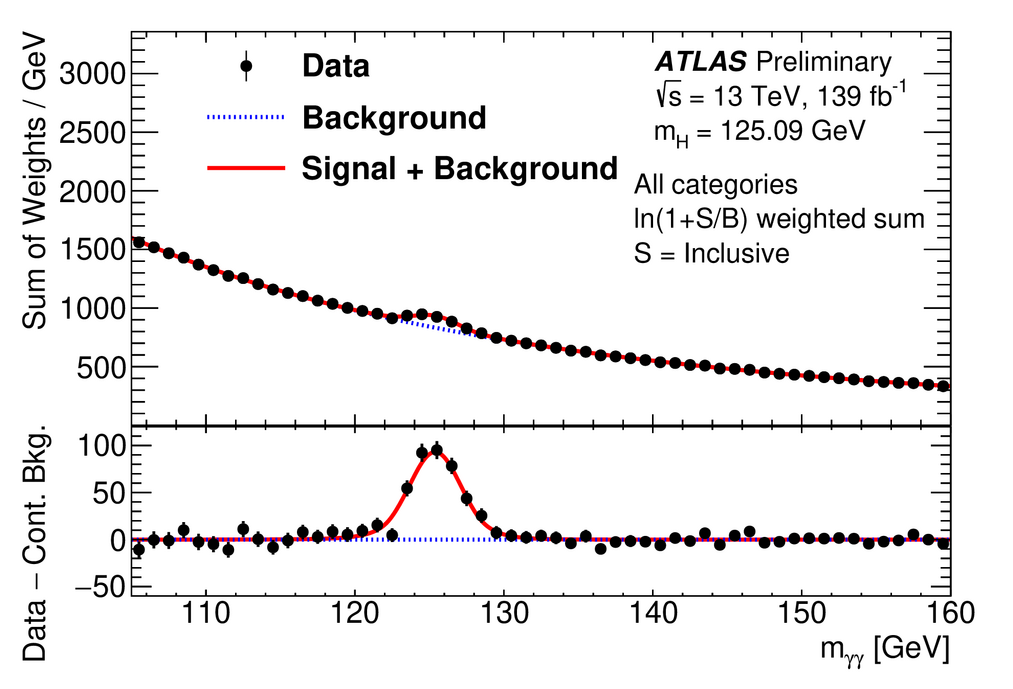 Sum of Weights / GeV
3000
2500
2000
1500
1000
500
Data
Background
Signal + Background
ATLAS Preliminary
√s = 13 TeV, 139 fb⁻¹
m_H = 125.09 GeV
All categories
ln(1+S/B) weighted sum
S = Inclusive
Data − Cont. Bkg.
100
50
0
−50
110 120 130 140 150 160
m_γγ [GeV]